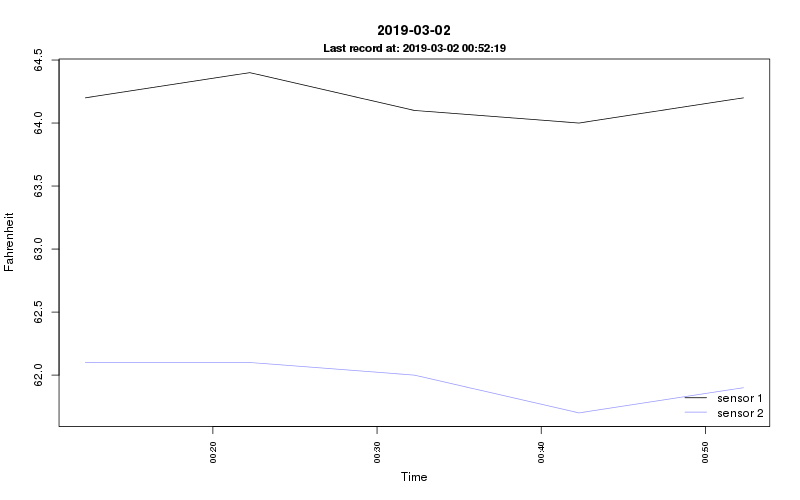 2019-03-02
Last record at: 2019-03-02 00:52:19
64.5
64.0
63.5
63.0
62.5
62.0
Fahrenheit
sensor 1
sensor 2
00:20
00:30
00:40
00:50
Time